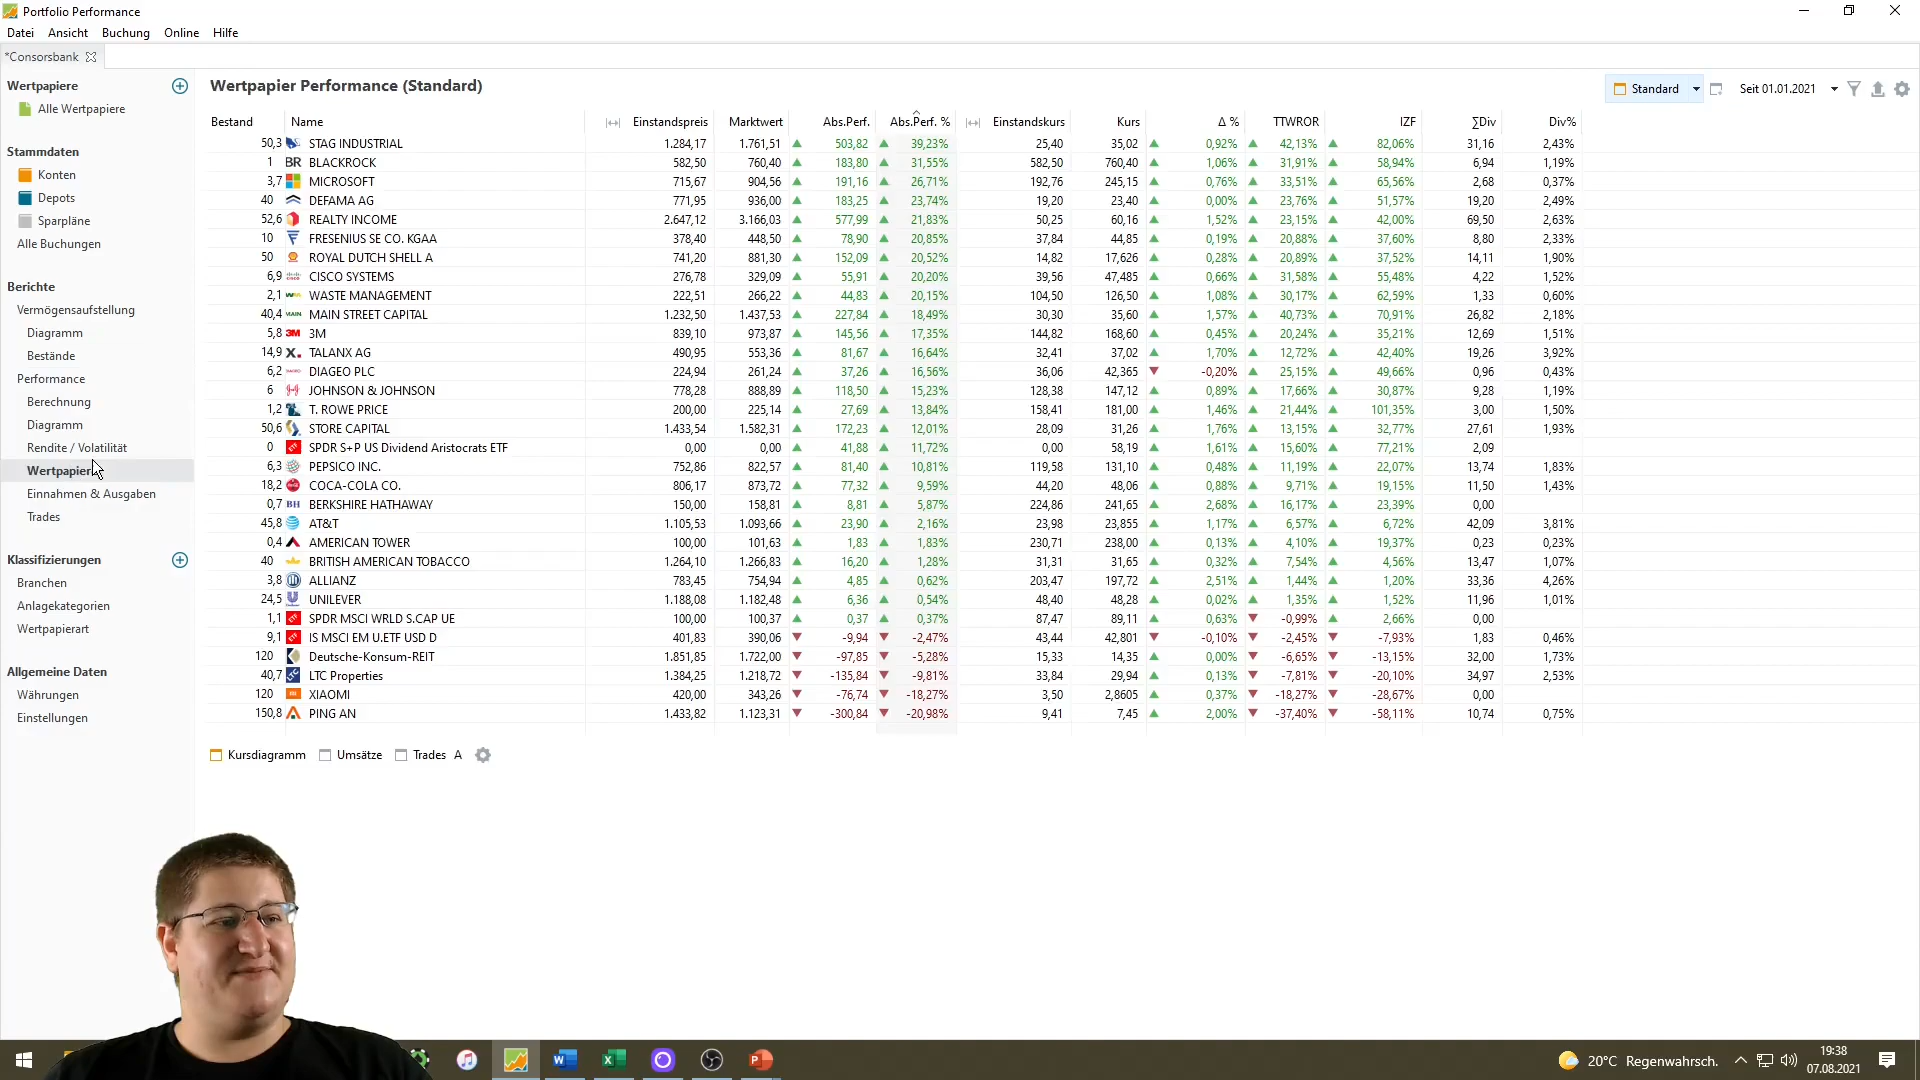 Portfolio Performance
Datei Ansicht Buchung Online Hilfe
*Consorsbank
Wertpapiere
Alle Wertpapiere
Stammdaten
Konten
Depots
Sparpläne
Alle Buchungen
Berichte
Vermögensaufstellung
Diagramm
Bestände
Performance
Berechnung
Diagramm
Rendite / Volatilität
Wertpapiere
Einnahmen & Ausgaben
Trades
Klassifizierungen
Branchen
Anlagekategorien
Wertpapierart
Allgemeine Daten
Währungen
Einstellungen
Wertpapier Performance (Standard)
Standard Seit 01.01.2021
Bestand Name Einstandspreis Marktwert Abs.Perf. Abs.Perf. % Einstandskurs Kurs Δ % TTWROR IZF ∑Div Div%
50,3 STAG INDUSTRIAL 1.284,17 1.761,51 503,82 39,23% 25,40 35,02 0,92% 42,13% 82,06% 31,16 2,43%
1 BR BLACKROCK 582,50 760,40 183,80 31,55% 582,50 760,40 1,06% 31,91% 58,94% 6,94 1,19%
3,7 MICROSOFT 715,67 904,56 191,16 26,71% 192,76 245,15 0,76% 33,51% 65,56% 2,68 0,37%
40 DEFAMA AG 771,95 936,00 183,25 23,74% 19,20 23,40 0,00% 23,76% 51,57% 19,20 2,49%
52,6 REALTY INCOME 2.647,12 3.166,03 577,99 21,83% 50,25 60,16 1,52% 23,15% 42,00% 69,50 2,63%
10 FRESENIUS SE CO. KGAA 378,40 448,50 78,90 20,85% 37,84 44,85 0,19% 20,88% 37,60% 8,80 2,33%
50 ROYAL DUTCH SHELL A 741,20 881,30 152,09 20,52% 14,82 17,626 0,28% 20,89% 37,52% 14,11 1,90%
6,9 CISCO SYSTEMS 276,78 329,09 55,91 20,20% 39,56 47,485 0,66% 31,58% 55,48% 4,22 1,52%
2,1 WASTE MANAGEMENT 222,51 266,22 44,83 20,15% 104,50 126,50 1,08% 30,17% 62,59% 1,33 0,60%
40,4 MAIN MAIN STREET CAPITAL 1.232,50 1.437,53 227,84 18,49% 30,30 35,60 1,57% 40,73% 70,91% 26,82 2,18%
5,8 3M 3M 839,10 973,87 145,56 17,35% 144,82 168,60 0,45% 20,24% 35,21% 12,69 1,51%
14,9 X. TALANX AG 490,95 553,36 81,67 16,64% 32,41 37,02 1,70% 12,72% 42,40% 19,26 3,92%
6,2 DIAGEO PLC 224,94 261,24 37,26 16,56% 36,06 42,365 -0,20% 25,15% 49,66% 0,96 0,43%
6 JOHNSON & JOHNSON 778,28 888,89 118,50 15,23% 128,38 147,12 0,89% 17,66% 30,87% 9,28 1,19%
1,2 T. ROWE PRICE 200,00 225,14 27,69 13,84% 158,41 181,00 1,46% 21,44% 101,35% 3,00 1,50%
50,6 STORE CAPITAL 1.433,54 1.582,31 172,23 12,01% 28,09 31,26 1,76% 13,15% 32,77% 27,61 1,93%
0 SPDR S+P US Dividend Aristocrats ETF 0,00 0,00 41,88 11,72% 0,00 58,19 1,61% 15,60% 77,21% 2,09
6,3 PEPSICO INC. 752,86 822,57 81,40 10,81% 119,58 131,10 0,48% 11,19% 22,07% 13,74 1,83%
18,2 COCA-COLA CO. 806,17 873,72 77,32 9,59% 44,20 48,06 0,88% 9,71% 19,15% 11,50 1,43%
0,7 BH BERKSHIRE HATHAWAY 150,00 158,81 8,81 5,87% 224,86 241,65 2,68% 16,17% 23,39% 0,00
45,8 AT&T 1.105,53 1.093,66 23,90 2,16% 23,98 23,855 1,17% 6,57% 6,72% 42,09 3,81%
0,4 AMERICAN TOWER 100,00 101,63 1,83 1,83% 230,71 238,00 0,13% 4,10% 19,37% 0,23 0,23%
40 BRITISH AMERICAN TOBACCO 1.264,10 1.266,83 16,20 1,28% 31,31 31,65 0,32% 7,54% 4,56% 13,47 1,07%
3,8 ALLIANZ 783,45 754,94 4,85 0,62% 203,47 197,72 2,51% 1,44% 1,20% 33,36 4,26%
24,5 UNILEVER 1.188,08 1.182,48 6,36 0,54% 48,40 48,28 0,02% 1,35% 1,52% 11,96 1,01%
1,1 SPDR MSCI WRLD S.CAP UE 100,00 100,37 0,37 0,37% 87,47 89,11 0,63% -0,99% 2,66% 0,00
9,1 IS MSCI EM U.ETF USD D 401,83 390,06 -9,94 -2,47% 43,44 42,801 -0,10% -2,45% -7,93% 1,83 0,46%
120 Deutsche-Konsum-REIT 1.851,85 1.722,00 -97,85 -5,28% 15,33 14,35 0,00% -6,65% -13,15% 32,00 1,73%
40,7 LTC LTC Properties 1.384,25 1.218,72 -135,84 -9,81% 33,84 29,94 0,13% -7,81% -20,10% 34,97 2,53%
120 XIAOMI 420,00 343,26 -76,74 -18,27% 3,50 2,8605 0,37% -18,27% -28,67% 0,00
150,8 PING AN 1.433,82 1.123,31 -300,84 -20,98% 9,41 7,45 2,00% -37,40% -58,11% 10,74 0,75%
Kursdiagramm Umsätze Trades A
20°C Regenwahrsch.
19:38
07.08.2021